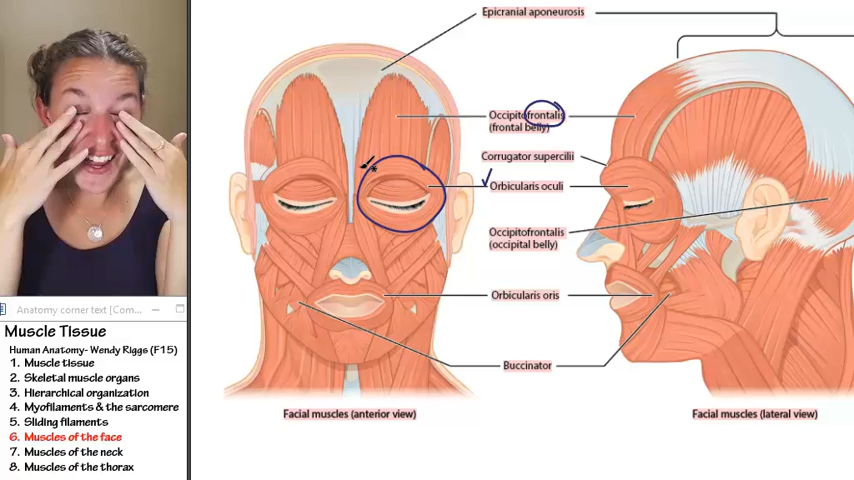 Epicranial aponeurosis
Occipitofrontalis
(frontal belly)
Corrugator supercilii
Orbicularis oculi
Occipitofrontalis
(occipital belly)
Orbicularis oris
Buccinator
Facial muscles (anterior view)
Facial muscles (lateral view)
Anatomy corner text [Com...
Muscle Tissue
Human Anatomy- Wendy Riggs (F15)
1. Muscle tissue
2. Skeletal muscle organs
3. Hierarchical organization
4. Myofilaments & the sarcomere
5. Sliding filaments
6. Muscles of the face
7. Muscles of the neck
8. Muscles of the thorax